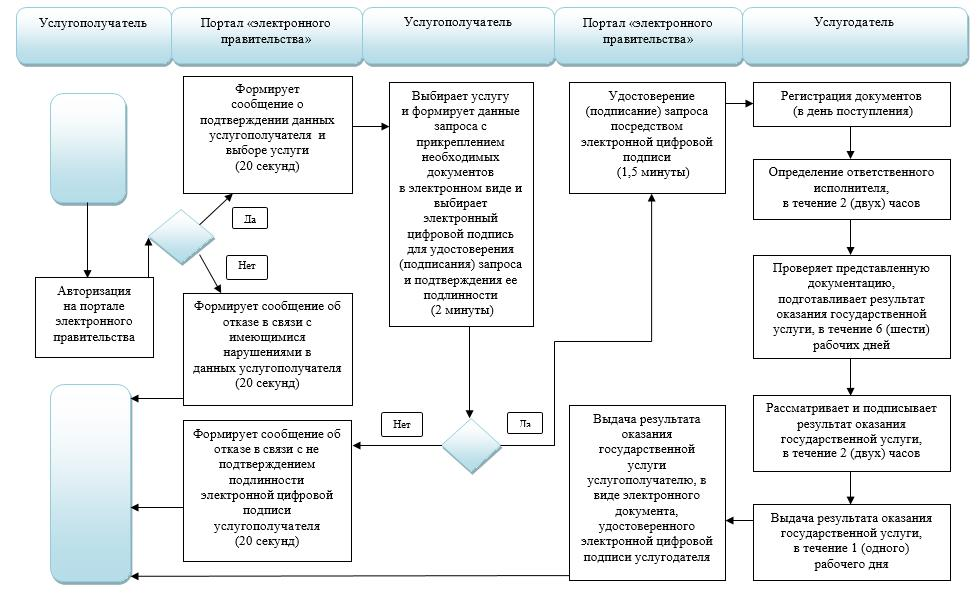 Услугополучатель
Портал «электронного
правительства»
Услугополучатель
Портал «электронного
правительства»
Услугодатель
Авторизация
на портале
электронного
правительства
Формирует
сообщение о
подтверждении данных
услугополучателя и
выборе услуги
(20 секунд)
Да
Нет
Формирует сообщение об
отказе в связи с
имеющимися
нарушениями в
данных услугополучателя
(20 секунд)
Формирует сообщение об
отказе в связи с не
подтверждением
подлинности
электронной цифровой
подписи
услугополучателя
(20 секунд)
Выбирает услугу
и формирует данные
запроса с
прикреплением
необходимых
документов
в электронном виде и
выбирает
электронный
цифровой подпись
для удостоверения
(подписания) запроса
и подтверждения ее
подлинности
(2 минуты)
Нет
Да
Удостоверение
(подписание) запроса
посредством
электронной цифровой
подписи
(1,5 минуты)
Выдача результата
оказания
государственной
услуги
услугополучателю, в
виде электронного
документа,
удостоверенного
электронной цифровой
подписи услугодателя
Регистрация документов
(в день поступления)
Определение ответственного
исполнителя,
в течение 2 (двух) часов
Проверяет представленную
документацию,
подготавливает результат
оказания государственной
услуги, в течение 6 (шести)
рабочих дней
Рассматривает и подписывает
результат оказания
государственной услуги,
в течение 2 (двух) часов
Выдача результата оказания
государственной услуги,
в течение 1 (одного)
рабочего дня